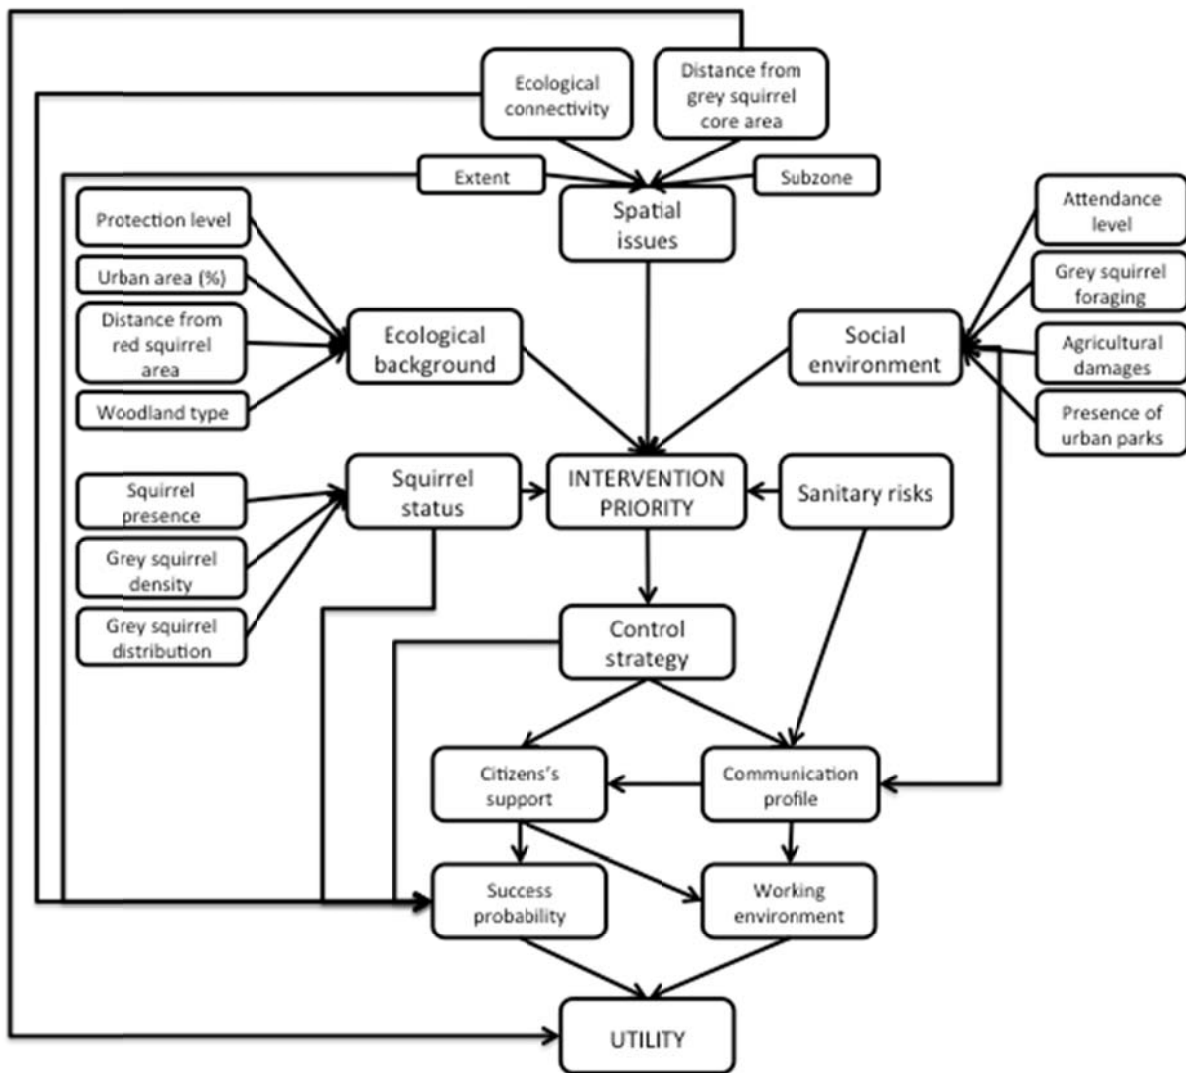 Ecological
connectivity
Distance from
grey squirrel
core area
Extent
Subzone
Spatial
issues
Protection level
Urban area (%)
Distance from
red squirrel
area
Woodland type
Ecological
background
Social
environment
Attendance
level
Grey squirrel
foraging
Agricultural
damages
Presence of
urban parks
Squirrel
presence
Grey squirrel
density
Grey squirrel
distribution
Squirrel
status
INTERVENTION
PRIORITY
Sanitary risks
Control
strategy
Citizens's
support
Communication
profile
Success
probability
Working
environment
UTILITY